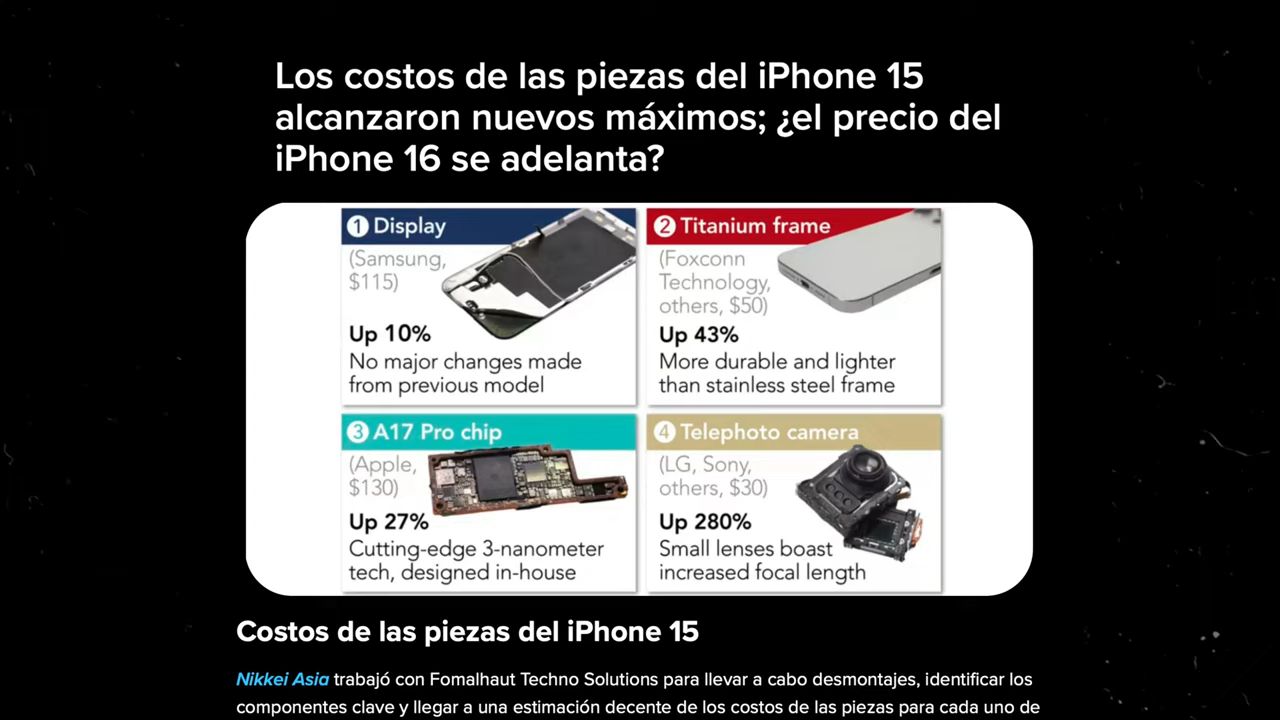 Los costos de las piezas del iPhone 15
alcanzaron nuevos máximos; ¿el precio del
iPhone 16 se adelanta?
1 Display
(Samsung,
$115)
Up 10%
No major changes made
from previous model
2 Titanium frame
(Foxconn
Technology,
others, $50)
Up 43%
More durable and lighter
than stainless steel frame
3 A17 Pro chip
(Apple,
$130)
Up 27%
Cutting-edge 3-nanometer
tech, designed in-house
4 Telephoto camera
(LG, Sony,
others, $30)
Up 280%
Small lenses boast
increased focal length
Costos de las piezas del iPhone 15
Nikkei Asia trabajó con Fomalhaut Techno Solutions para llevar a cabo desmontajes, identificar los
componentes clave y llegar a una estimación decente de los costos de las piezas para cada uno de